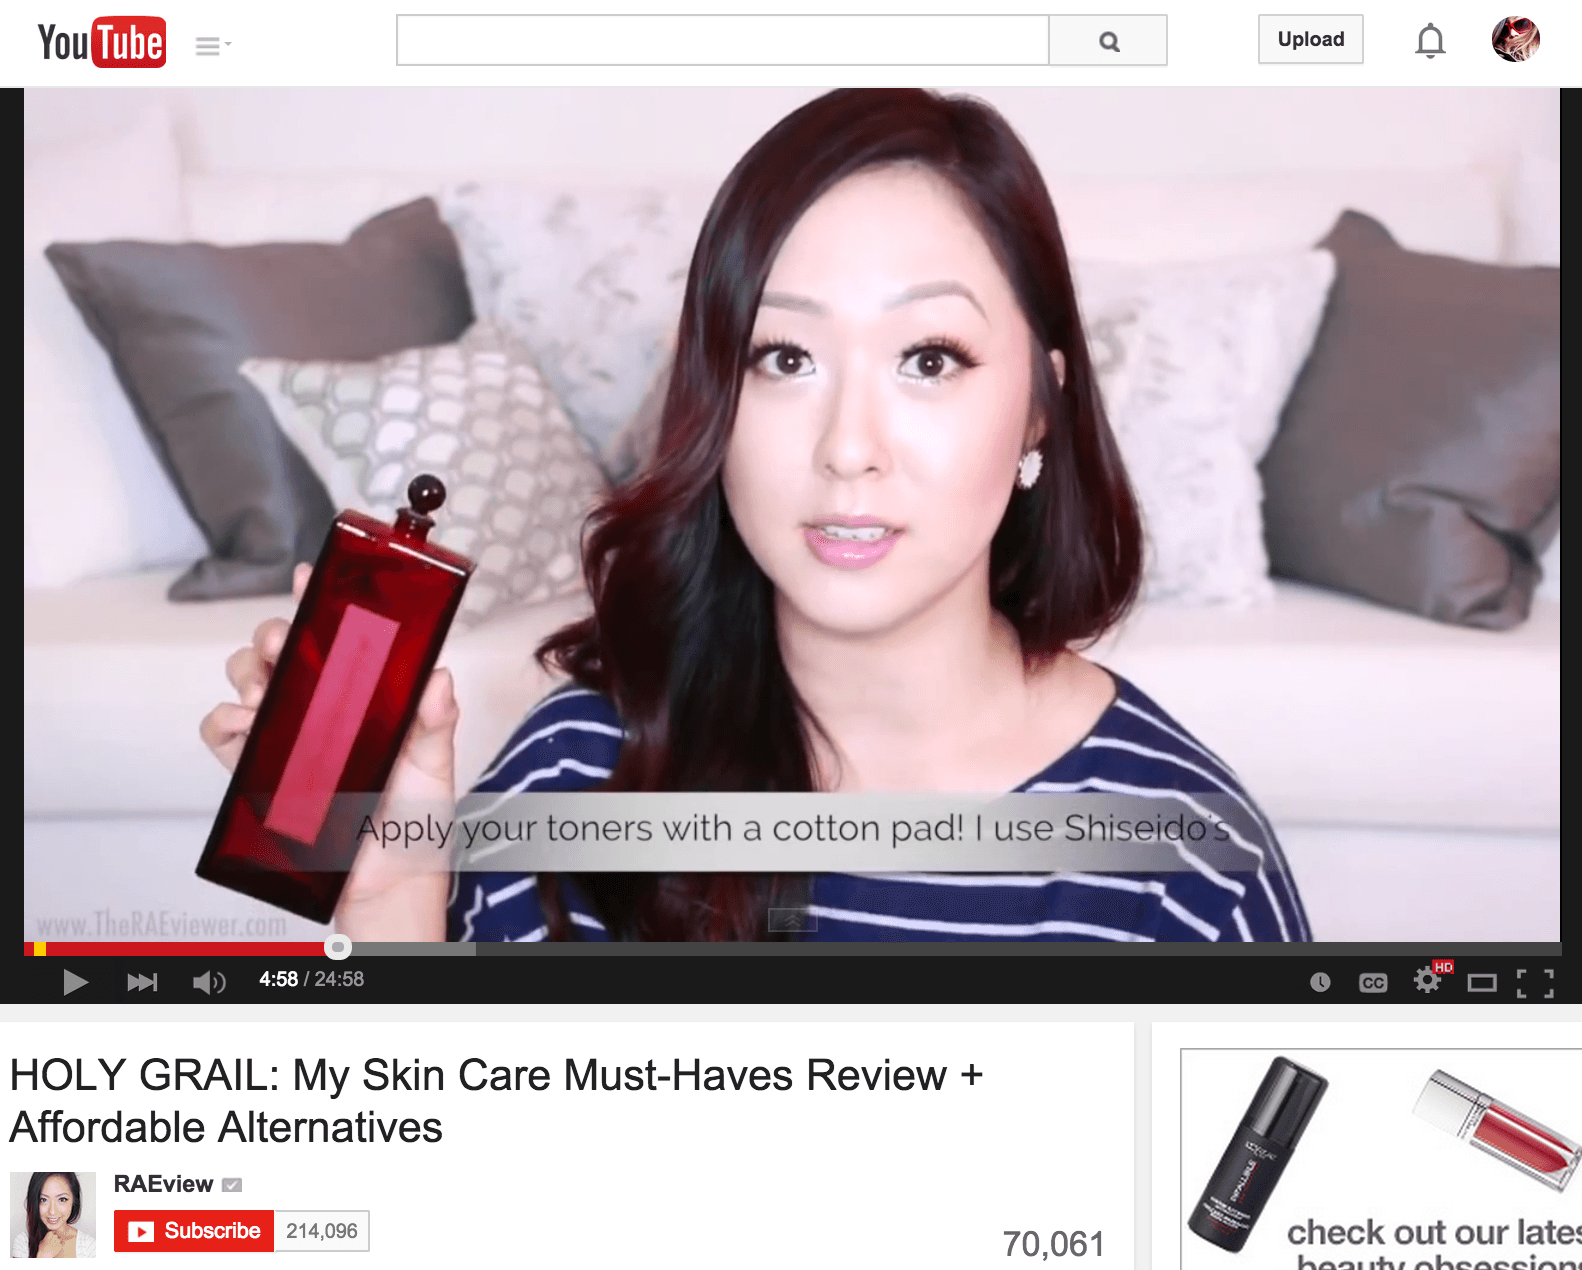 YouTube
Upload
Apply your toners with a cotton pad! I use Shiseido's
www.TheRAEviewer.com
4:58 / 24:58
CC
HD
HOLY GRAIL: My Skin Care Must-Haves Review +
Affordable Alternatives
RAEview
Subscribe 214,096
70,061
check out our lates
beauty obsession